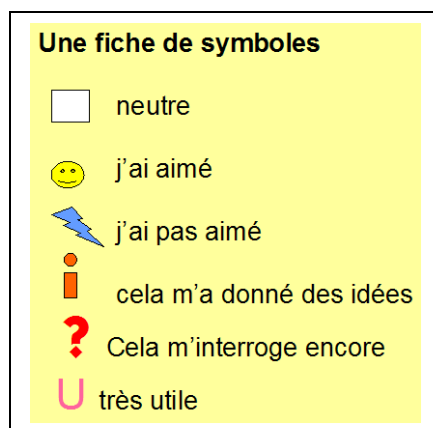 Une fiche de symboles
neutre
j'ai aimé
j'ai pas aimé
i cela m'a donné des idées
? Cela m'interroge encore
U très utile